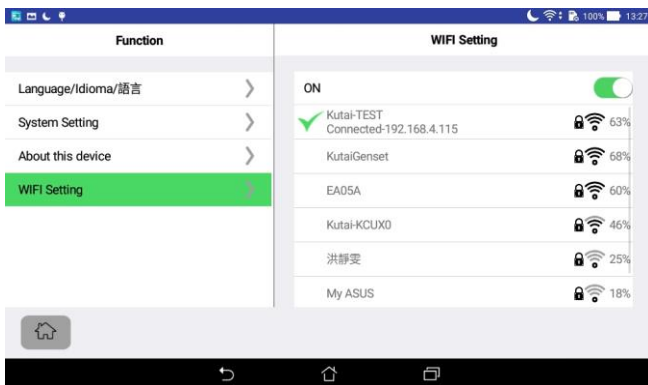 100% 13:27
Function
WIFI Setting
Language/Idioma/語言
System Setting
About this device
WIFI Setting
ON
Kutai-TEST
Connected-192.168.4.115
63%
KutaiGenset
68%
EA05A
60%
Kutai-KCUX0
46%
洪靜雯
25%
My ASUS
18%